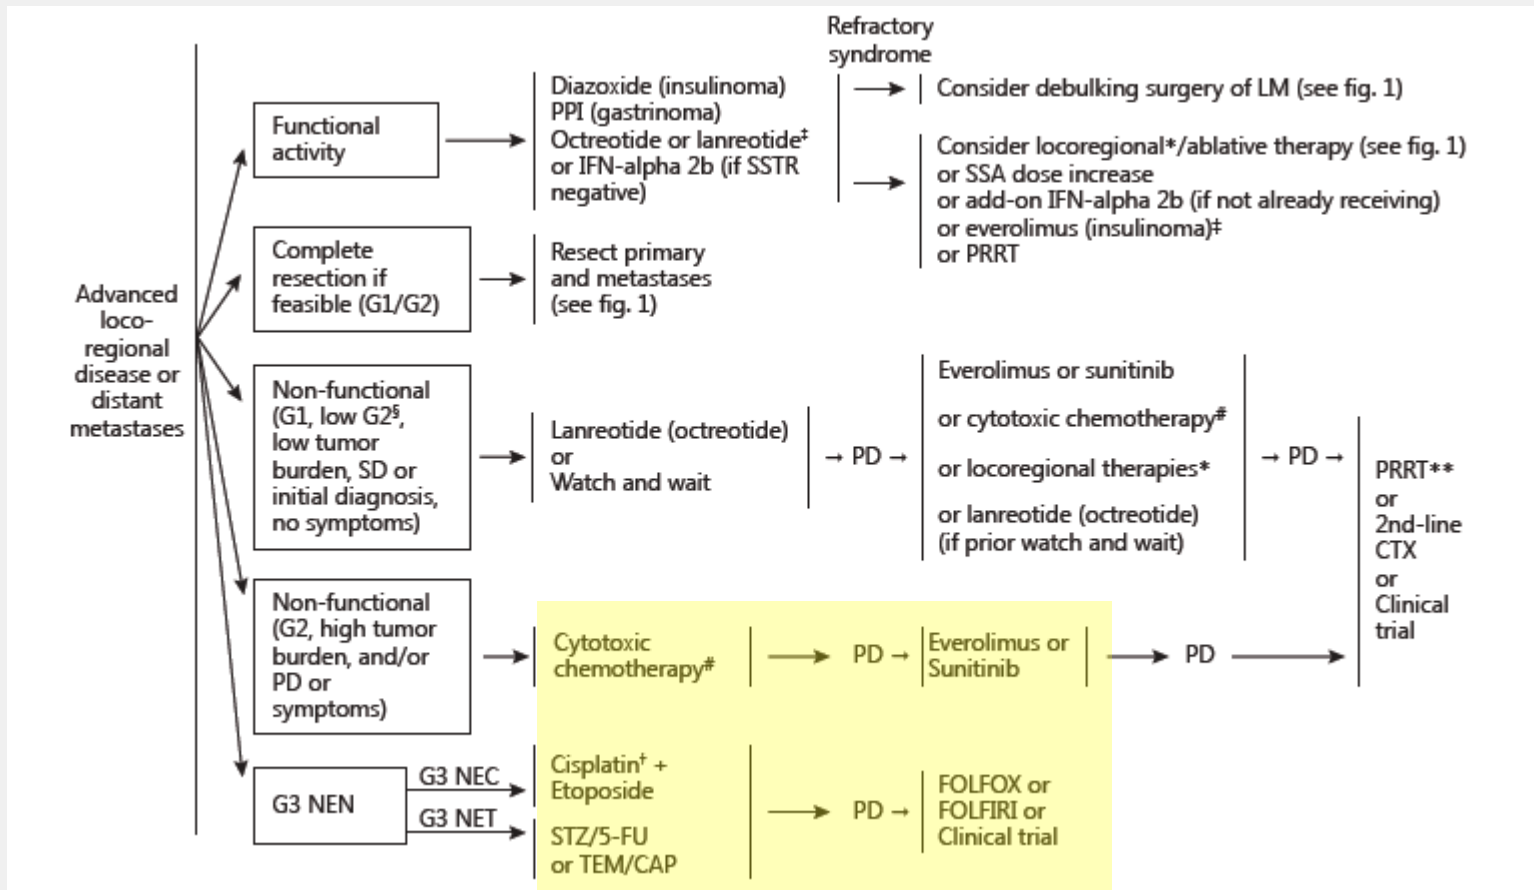 Refractory
syndrome
Advanced
loco-
regional
disease or
distant
metastases
Functional
activity
Diazoxide (insulinoma)
PPI (gastrinoma)
Octreotide or lanreotide‡
or IFN-alpha 2b (if SSTR
negative)
Consider debulking surgery of LM (see fig. 1)
Consider locoregional*/ablative therapy (see fig. 1)
or SSA dose increase
or add-on IFN-alpha 2b (if not already receiving)
or everolimus (insulinoma)‡
or PRRT
Complete
resection if
feasible (G1/G2)
Resect primary
and metastases
(see fig. 1)
Non-functional
(G1, low G2§,
low tumor
burden, SD or
initial diagnosis,
no symptoms)
Lanreotide (octreotide)
or
Watch and wait
→ PD →
Everolimus or sunitinib
or cytotoxic chemotherapy#
or locoregional therapies*
or lanreotide (octreotide)
(if prior watch and wait)
→ PD →
PRRT**
or
2nd-line
CTX
or
Clinical
trial
Non-functional
(G2, high tumor
burden, and/or
PD or
symptoms)
Cytotoxic
chemotherapy#
PD →
Everolimus or
Sunitinib
PD
G3 NEN
G3 NEC
Cisplatin† +
Etoposide
G3 NET
STZ/5-FU
or TEM/CAP
PD →
FOLFOX or
FOLFIRI or
Clinical trial